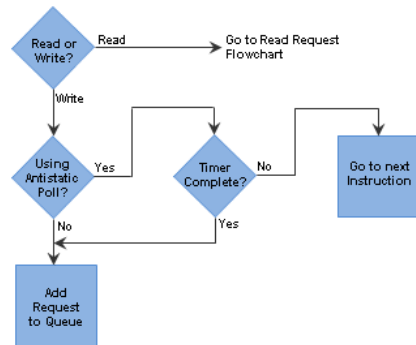 Read or
Write?
Read
Go to Read Request
Flowchart
Write
Using
Antistatic
Poll?
Yes
Timer
Complete?
No
Go to next
Instruction
No
Yes
Add
Request
to Queue